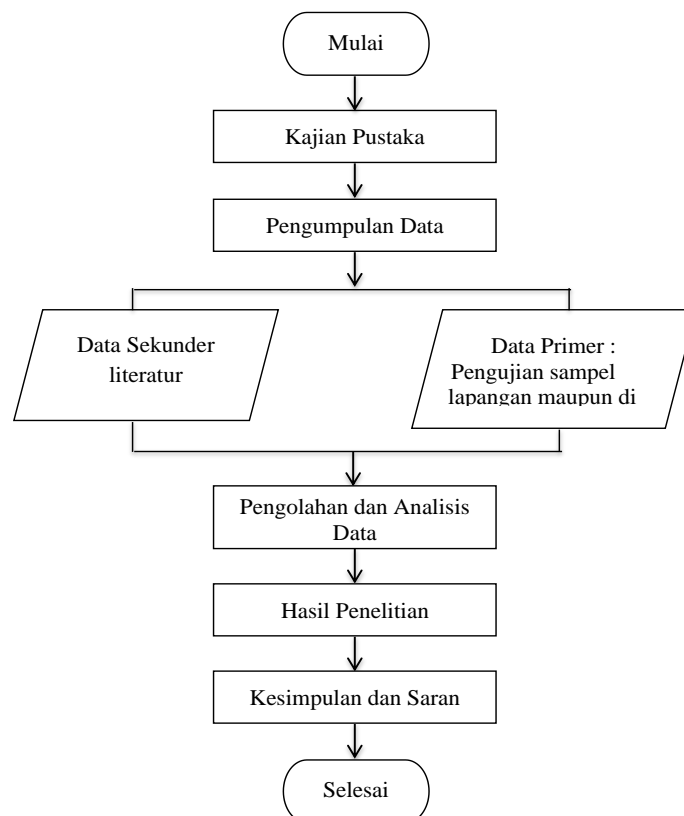 Mulai
Kajian Pustaka
Pengumpulan Data
Data Sekunder
literatur
Data Primer :
Pengujian sampel
lapangan maupun di
Pengolahan dan Analisis
Data
Hasil Penelitian
Kesimpulan dan Saran
Selesai